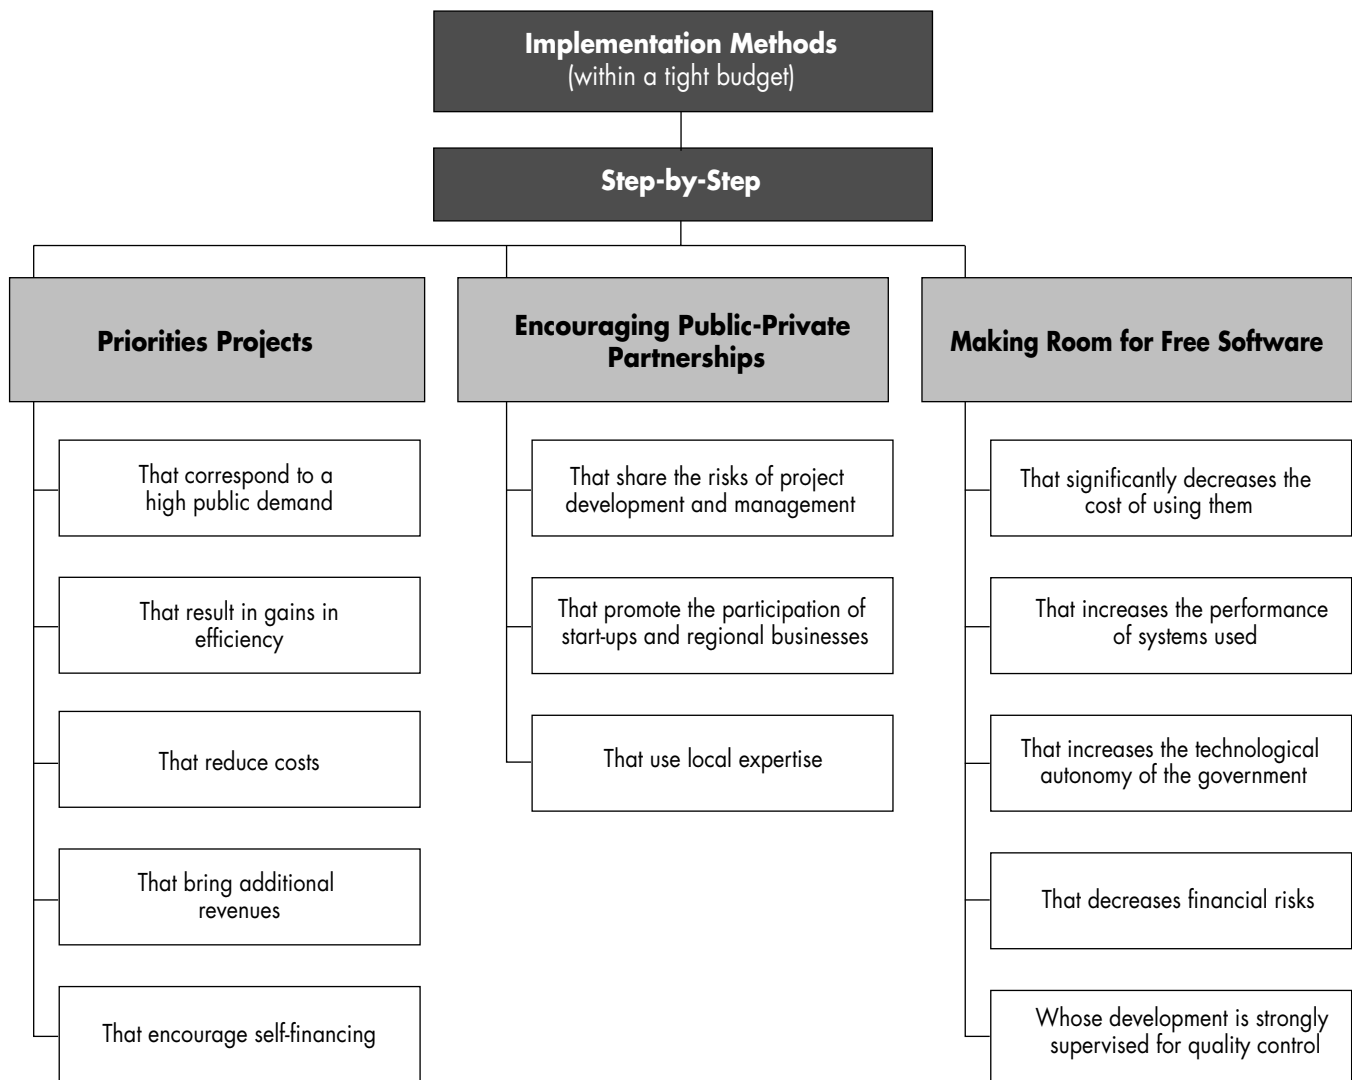 Implementation Methods
(within a tight budget)
Step-by-Step
Priorities Projects
That correspond to a
high public demand
That result in gains in
efficiency
That reduce costs
That bring additional
revenues
That encourage self-financing
Encouraging Public-Private
Partnerships
That share the risks of project
development and management
That promote the participation of
start-ups and regional businesses
That use local expertise
Making Room for Free Software
That significantly decreases the
cost of using them
That increases the performance
of systems used
That increases the technological
autonomy of the government
That decreases financial risks
Whose development is strongly
supervised for quality control